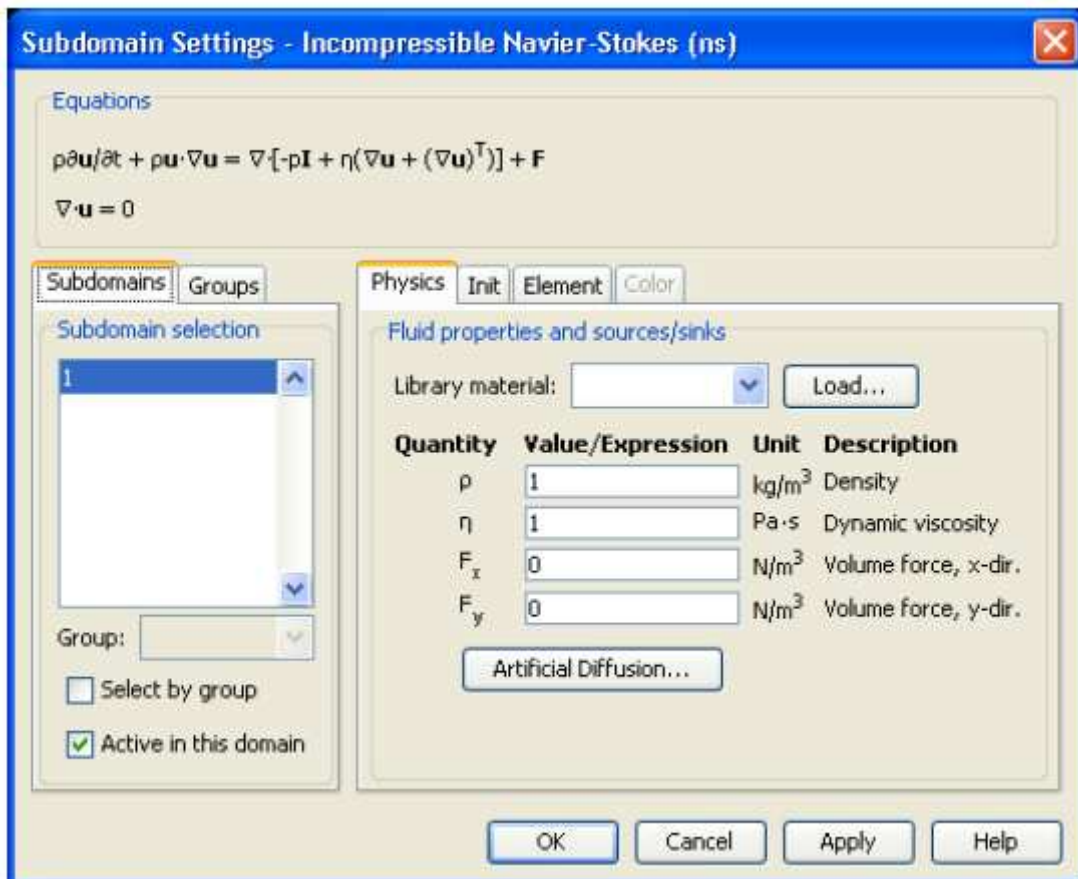 Subdomain Settings - Incompressible Navier-Stokes (ns)
Equations
ρ∂u/∂t + ρu·∇u = ∇·[-pI + η(∇u + (∇u)ᵀ)] + F
∇·u = 0
Subdomains Groups
Physics Init Element Color
Subdomain selection
Fluid properties and sources/sinks
1
Library material: Load...
Quantity Value/Expression Unit Description
ρ 1 kg/m³ Density
η 1 Pa·s Dynamic viscosity
Fₓ 0 N/m³ Volume force, x-dir.
F_y 0 N/m³ Volume force, y-dir.
Group:
Artificial Diffusion...
Select by group
Active in this domain
OK Cancel Apply Help